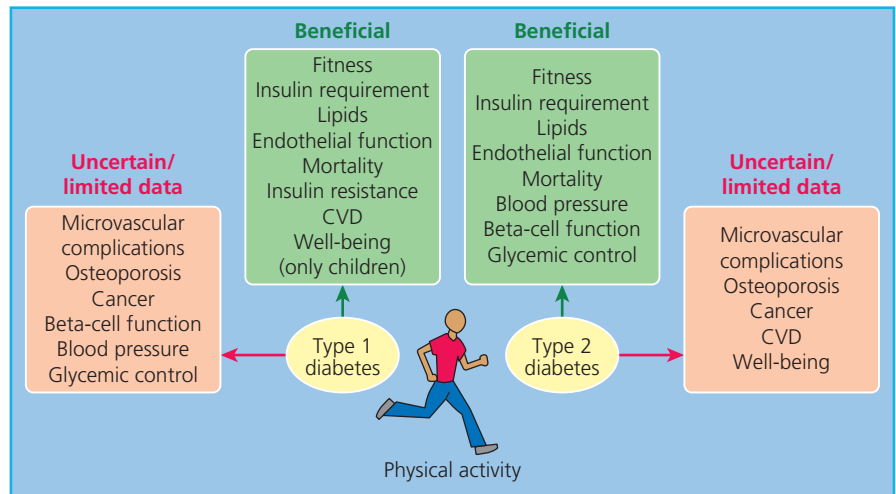 Beneficial
Fitness
Insulin requirement
Lipids
Endothelial function
Mortality
Insulin resistance
CVD
Well-being
(only children)
Beneficial
Fitness
Insulin requirement
Lipids
Endothelial function
Mortality
Blood pressure
Beta-cell function
Glycemic control
Uncertain/
limited data
Microvascular
complications
Osteoporosis
Cancer
Beta-cell function
Blood pressure
Glycemic control
Uncertain/
limited data
Microvascular
complications
Osteoporosis
Cancer
CVD
Well-being
Type 1
diabetes
Type 2
diabetes
Physical activity